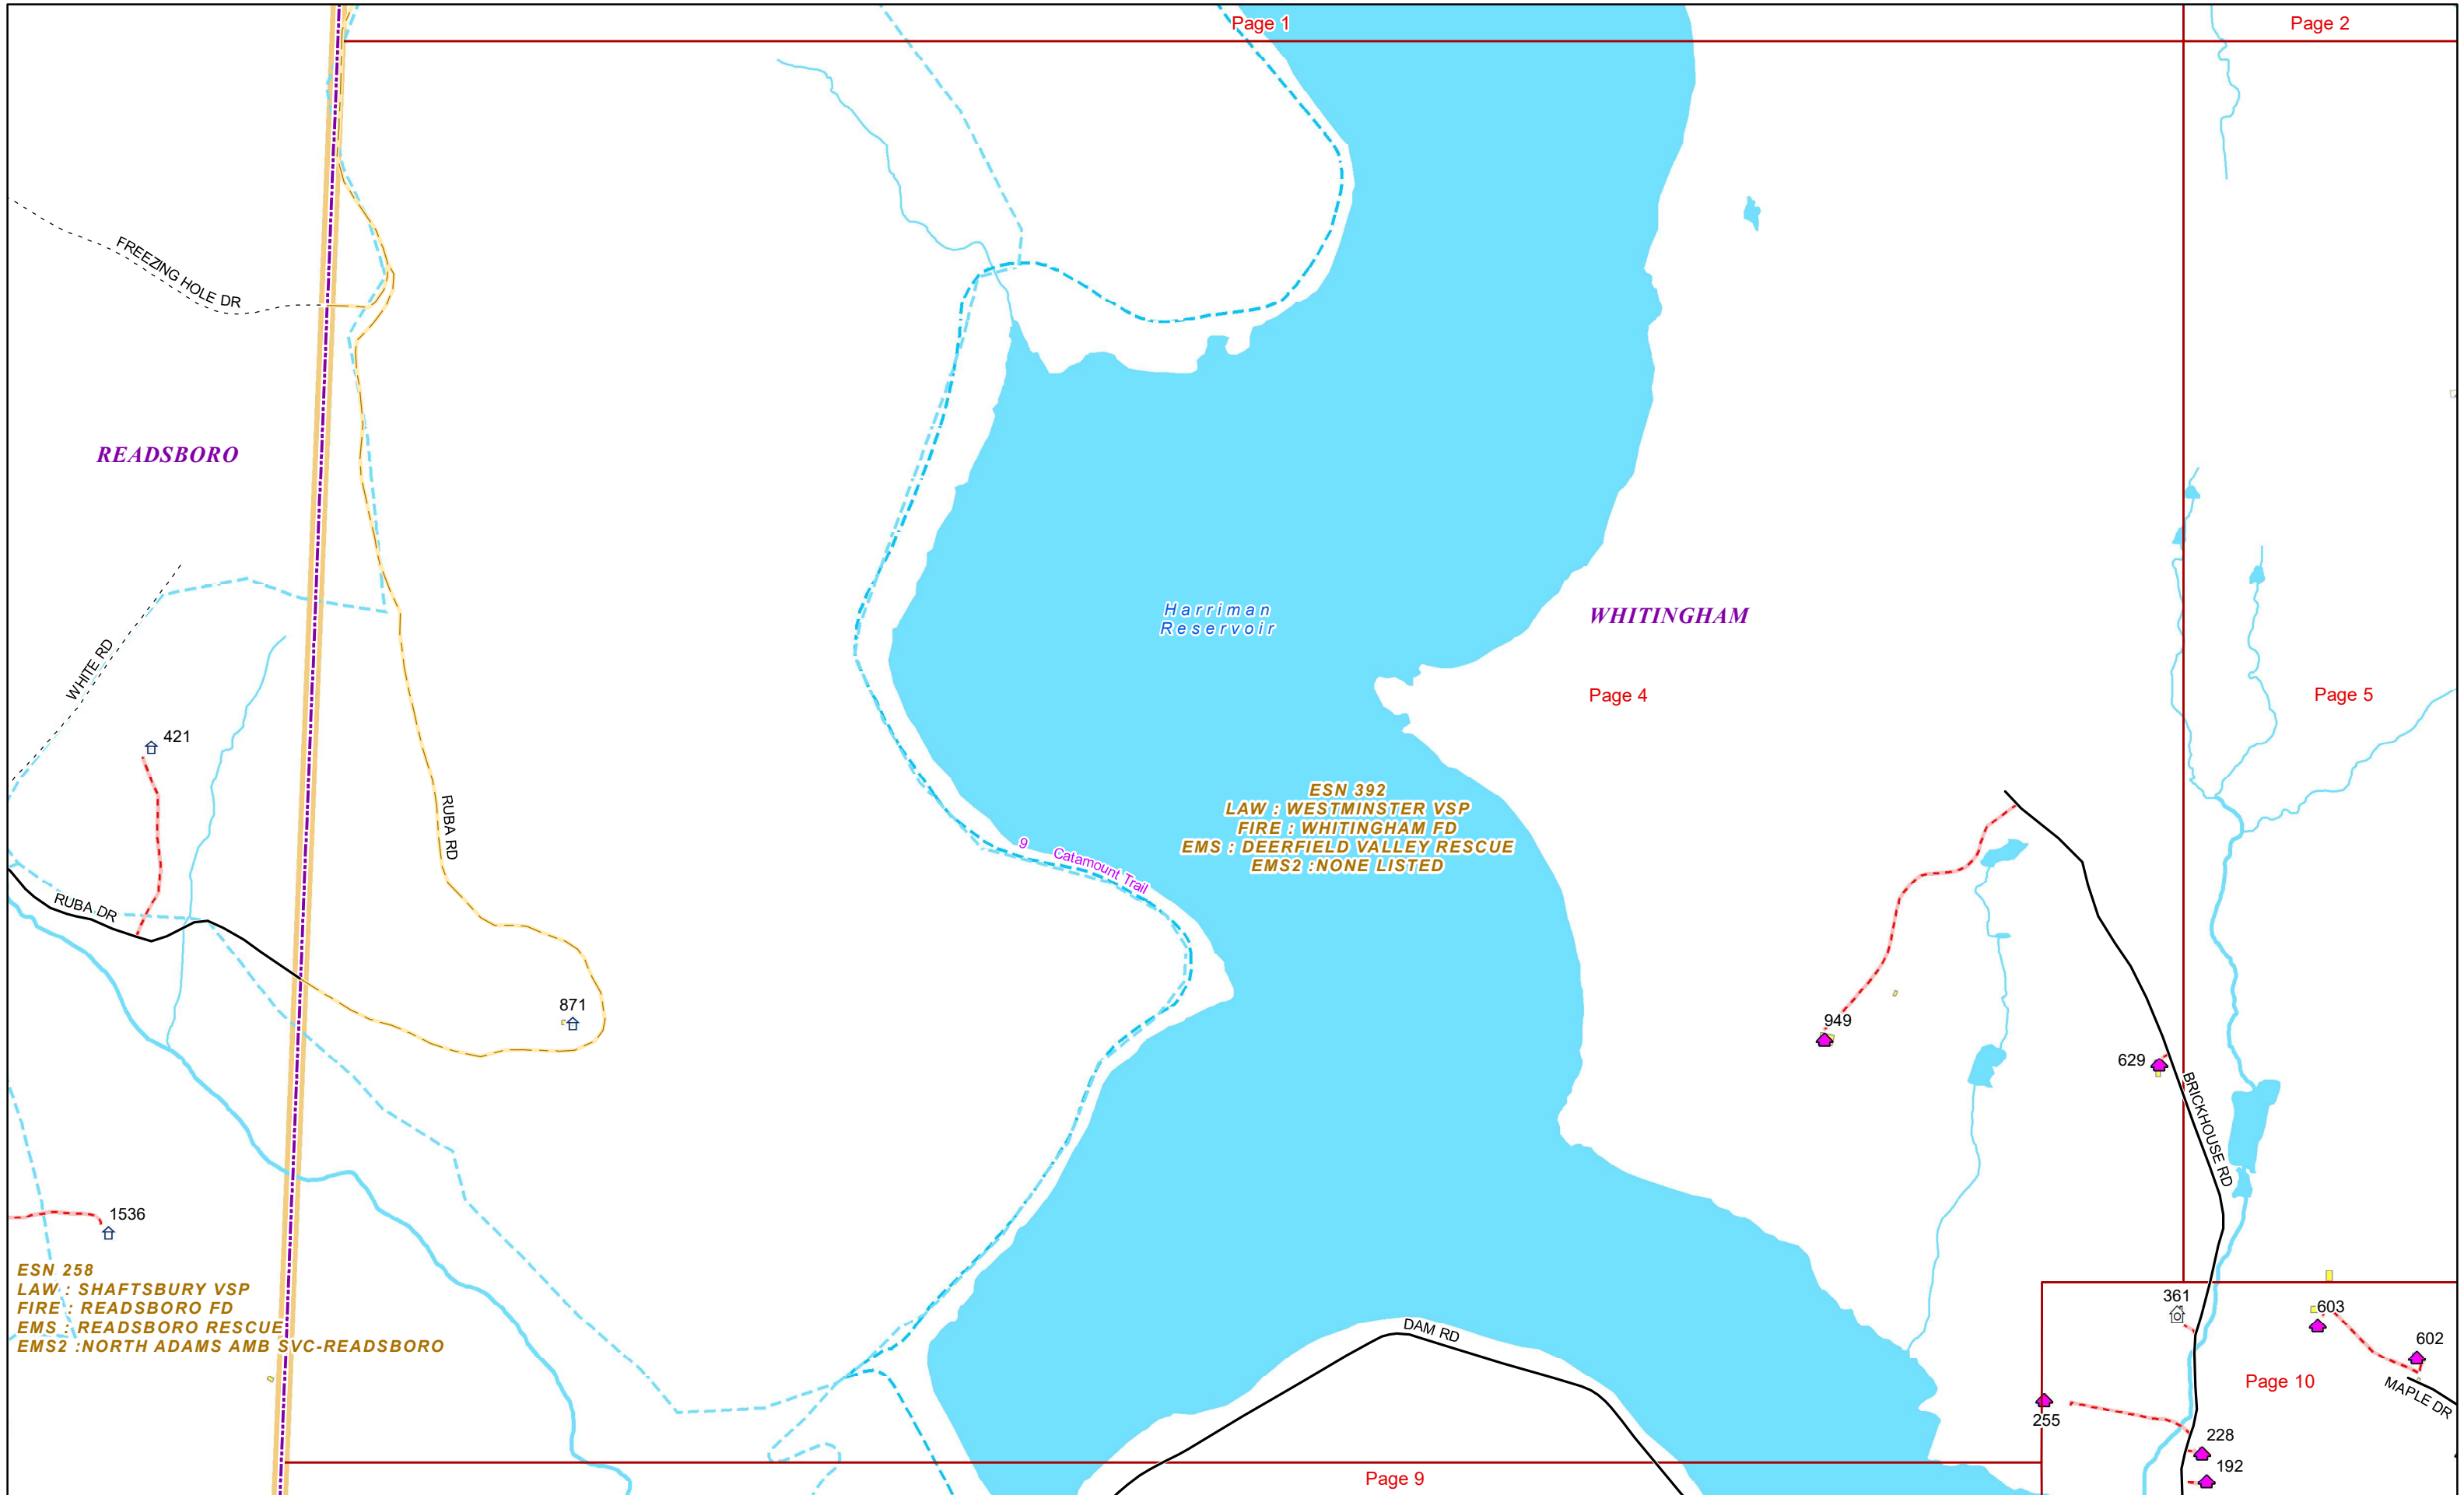 Page 1
Page 2
FREEZING HOLE DR
READSBORO
Harriman
Reservoir
WHITINGHAM
WHITE RD
Page 4
Page 5
421
RUBA RD
ESN 392
LAW : WESTMINSTER VSP
FIRE : WHITINGHAM FD
EMS : DEERFIELD VALLEY RESCUE
EMS2 :NONE LISTED
9 Catamount Trail
RUBA DR
871
949
629
BRICKHOUSE RD
1536
ESN 258
LAW : SHAFTSBURY VSP
FIRE : READSBORO FD
EMS : READSBORO RESCUE
EMS2 :NORTH ADAMS AMB SVC-READSBORO
361
603
DAM RD
602
Page 10
MAPLE DR
255
228
192
Page 9